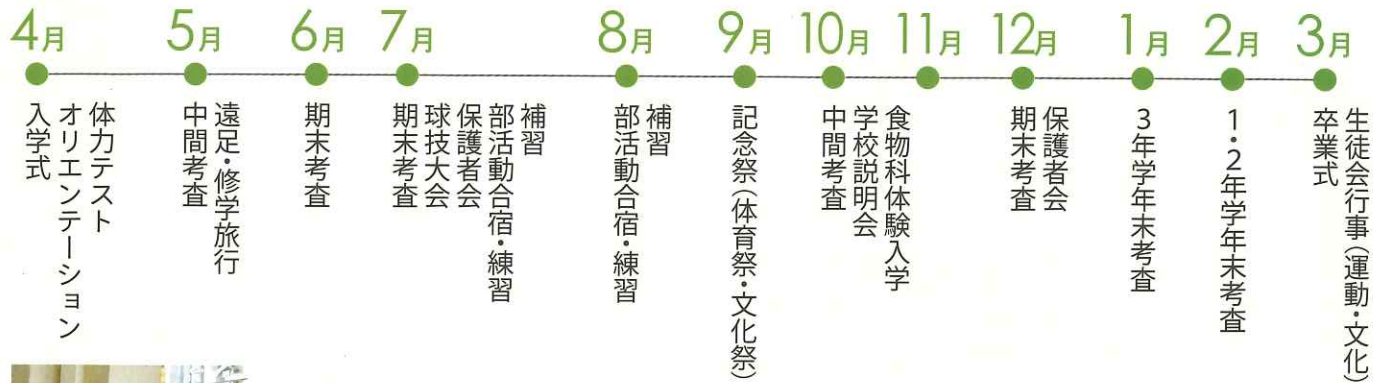 4月
入学式
オリエンテーション
体力テスト
5月
中間考査
遠足・修学旅行
6月
期末考査
7月
期末考査
球技大会
保護者会
部活動合宿・練習
補習
8月
部活動合宿・練習
補習
9月
記念祭(体育祭・文化祭)
10月
中間考査
学校説明会
食物科体験入学
11月
12月
期末考査
保護者会
1月
3年学年末考査
2月
1・2年学年末考査
3月
卒業式
生徒会行事(運動・文化)